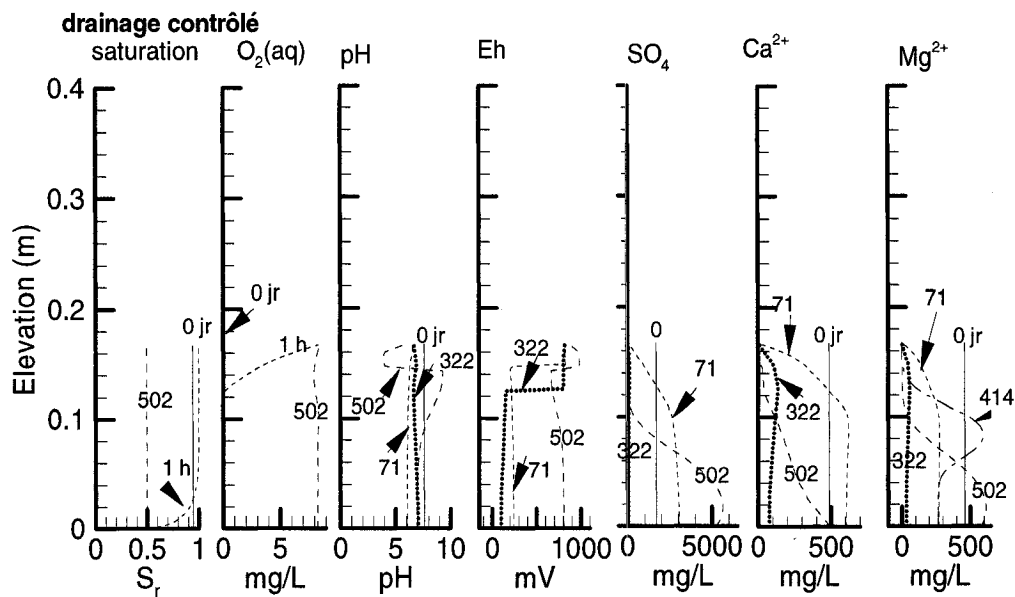 drainage contrôlé
saturation O₂(aq) pH Eh SO₄ Ca²⁺ Mg²⁺
Elevation (m)
0.4
0.3
0.2
0.1
0
0 jr
502
1 h
0 0.5 1
Sᵣ
0 jr
1 h
502
0 5
mg/L
322
0 jr
502
71
0 5 10
pH
322
71
502
0 1000
mV
0
71
322
502
0 5000
mg/L
71
0 jr
322
502
0 500
mg/L
71
0 jr
414
322
502
0 500
mg/L